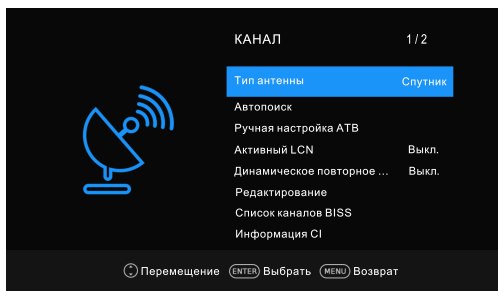 КАНАЛ 1/2
Тип антенны Спутник
Автопоиск
Ручная настройка АТВ
Активный LCN Выкл.
Динамическое повторное ... Выкл.
Редактирование
Список каналов BISS
Информация CI
Перемещение ENTER Выбрать MENU Возврат